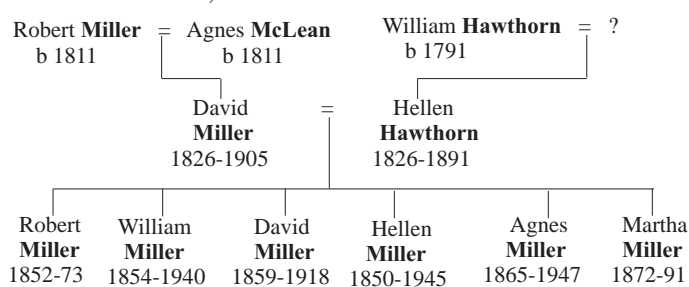 Robert Miller = Agnes McLean William Hawthorn = ?
b 1811 b 1811 b 1791
David = Hellen
Miller Hawthorn
1826-1905 1826-1891
Robert William David Hellen Agnes Martha
Miller Miller Miller Miller Miller Miller
1852-73 1854-1940 1859-1918 1850-1945 1865-1947 1872-91